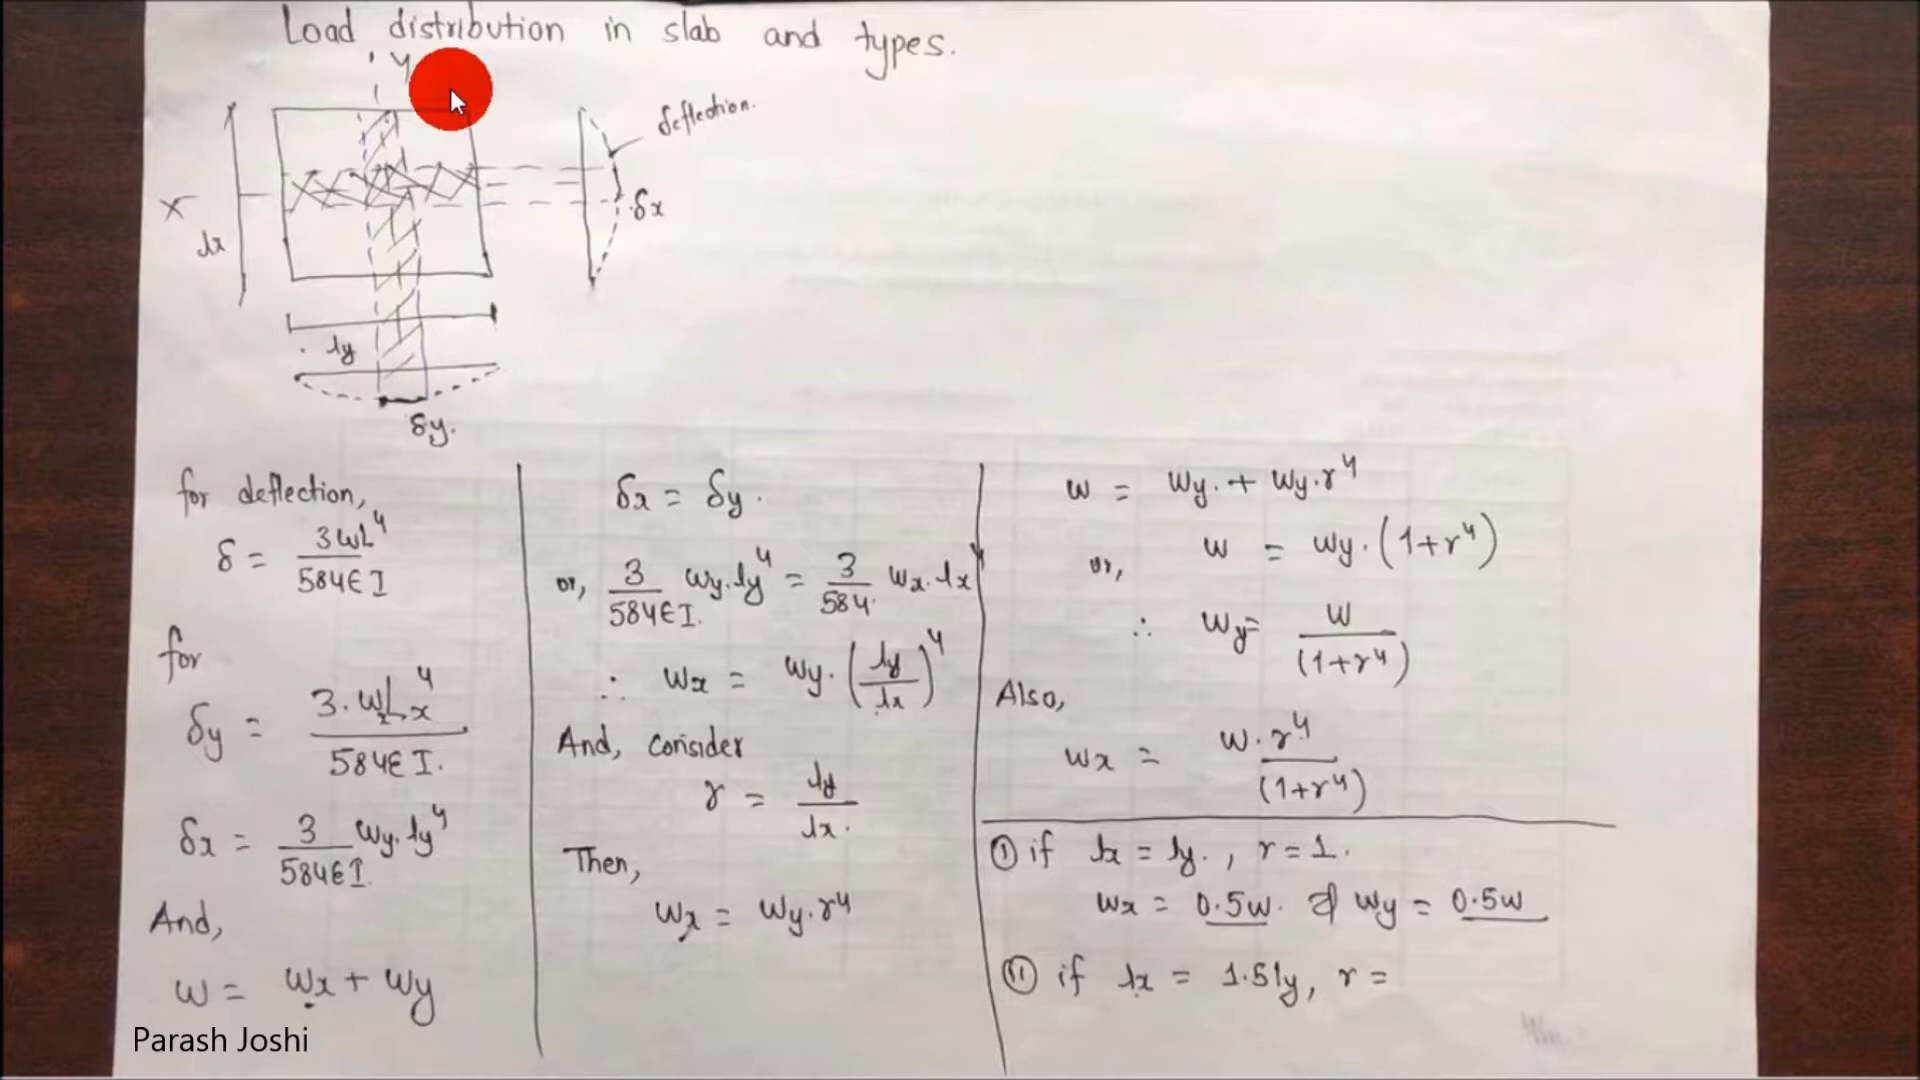 Load distribution in slab and types.
y
deflection.
x
lx
δx
ly
δy.
for deflection,
δ = 3wL⁴ / 584EI
for
δy = 3.wₓLₓ⁴ / 584EI.
δx = 3 / 584EI. wy.ly⁴
And,
w = wx + wy
δx = δy.
or, 3 / 584EI. wy.ly⁴ = 3 / 584. wx.lx⁴
∴ wx = wy.(ly / lx)⁴
And, consider
r = ly / lx.
Then,
wx = wy.r⁴
w = wy. + wy.r⁴
or, w = wy.(1+r⁴)
∴ wy = w / (1+r⁴)
Also,
wx = w.r⁴ / (1+r⁴)
① if lx = ly., r = 1.
wx = 0.5w. & wy = 0.5w
② if lx = 1.5ly, r =
Parash Joshi